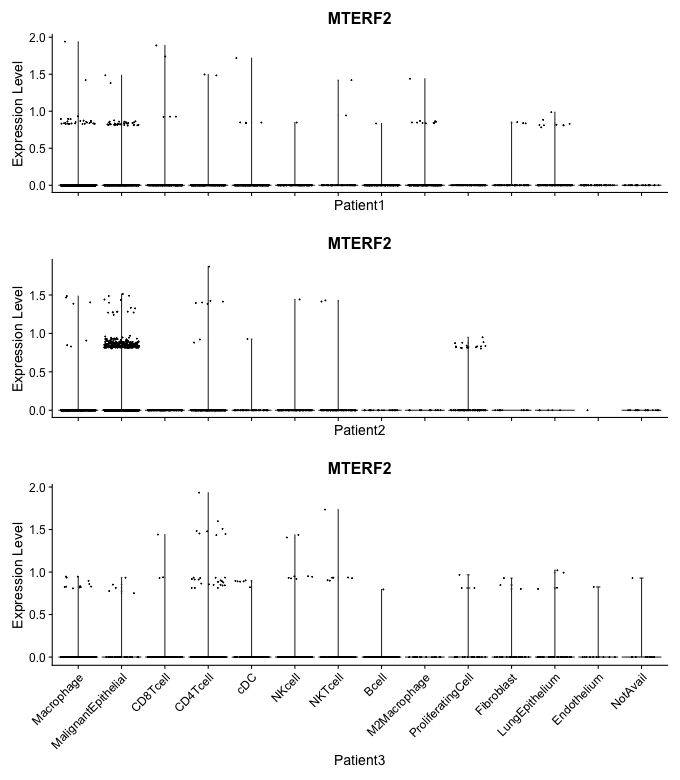 MTERF2
2.0
1.5
1.0
0.5
0.0
Expression Level
Patient1
MTERF2
1.5
1.0
0.5
0.0
Expression Level
Patient2
MTERF2
2.0
1.5
1.0
0.5
0.0
Expression Level
Macrophage
MalignantEpithelial
CD8Tcell
CD4Tcell
cDC
NKcell
NKTcell
Bcell
M2Macrophage
ProliferatingCell
Fibroblast
LungEpithelium
Endothelium
NotAvail
Patient3